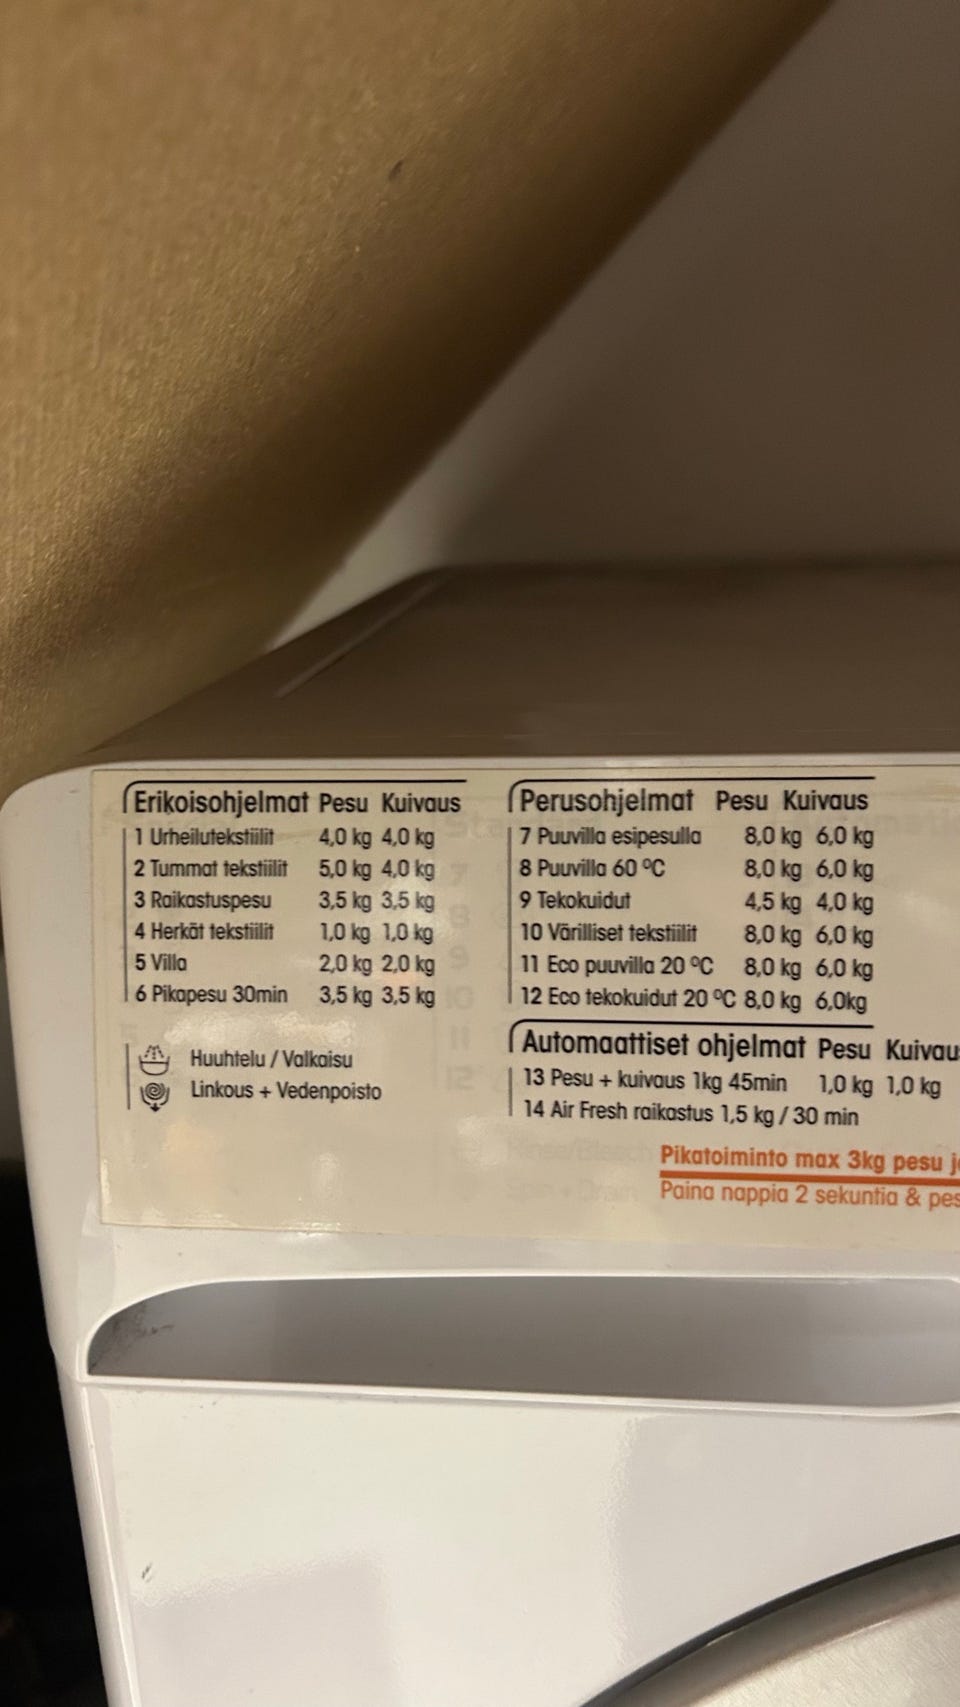 Erikoisohjelmat Pesu Kuivaus
1 Urheilutekstiilit 4,0 kg 4,0 kg
2 Tummat tekstiilit 5,0 kg 4,0 kg
3 Raikastuspesu 3,5 kg 3,5 kg
4 Herkät tekstiilit 1,0 kg 1,0 kg
5 Villa 2,0 kg 2,0 kg
6 Pikapesu 30min 3,5 kg 3,5 kg
Huuhtelu / Valkaisu
Linkous + Vedenpoisto
Perusohjelmat Pesu Kuivaus
7 Puuvilla esipesulla 8,0 kg 6,0 kg
8 Puuvilla 60 °C 8,0 kg 6,0 kg
9 Tekokuidut 4,5 kg 4,0 kg
10 Värilliset tekstiilit 8,0 kg 6,0 kg
11 Eco puuvilla 20 °C 8,0 kg 6,0 kg
12 Eco tekokuidut 20 °C 8,0 kg 6,0kg
Automaattiset ohjelmat Pesu Kuivau
13 Pesu + kuivaus 1kg 45min 1,0 kg 1,0 kg
14 Air Fresh raikastus 1,5 kg / 30 min
Pikatoiminto max 3kg pesu j
Paina nappia 2 sekuntia & pes